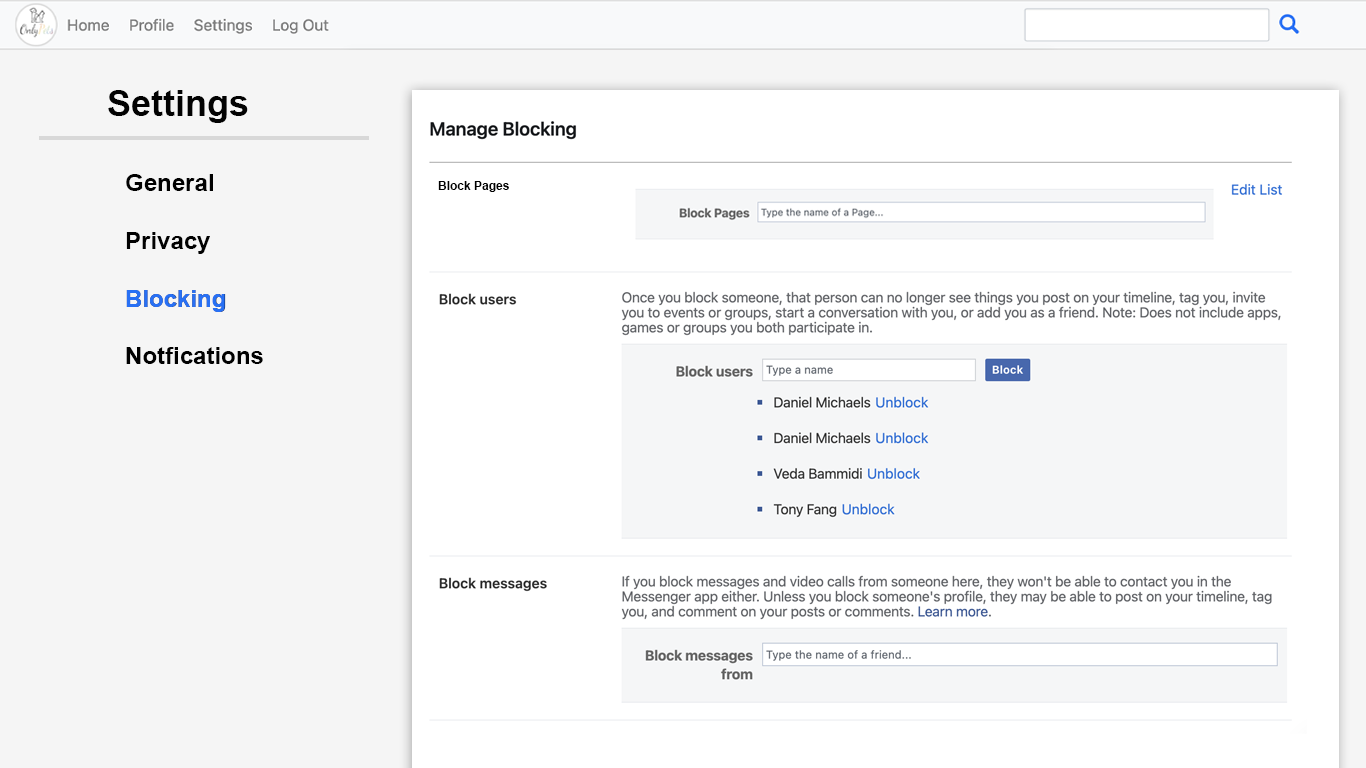 OnlyPets
Home Profile Settings Log Out
Settings
General
Privacy
Blocking
Notfications
Manage Blocking
Block Pages
Block Pages Type the name of a Page...
Edit List
Block users
Once you block someone, that person can no longer see things you post on your timeline, tag you, invite
you to events or groups, start a conversation with you, or add you as a friend. Note: Does not include apps,
games or groups you both participate in.
Block users Type a name Block
Daniel Michaels Unblock
Daniel Michaels Unblock
Veda Bammidi Unblock
Tony Fang Unblock
Block messages
If you block messages and video calls from someone here, they won't be able to contact you in the
Messenger app either. Unless you block someone's profile, they may be able to post on your timeline, tag
you, and comment on your posts or comments. Learn more.
Block messages Type the name of a friend...
from